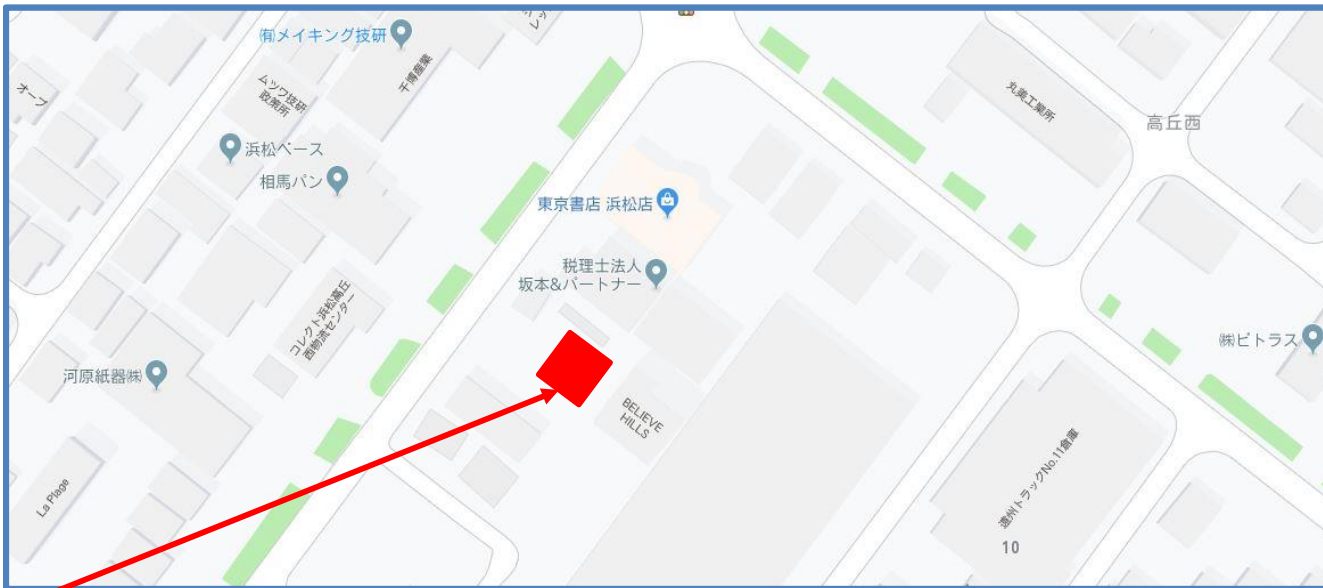 ㈲メイキング技研
千博産業
ムツワ技研
政策所
オーブ
浜松ベース
相馬パン
丸美工業所
高丘西
東京書店 浜松店
税理士法人
坂本&パートナー
コレクト浜松高丘
西物流センター
㈱ビトラス
河原紙器㈱
BELIEVE
HILLS
La Plage
遠州トラックNo.11倉庫
10